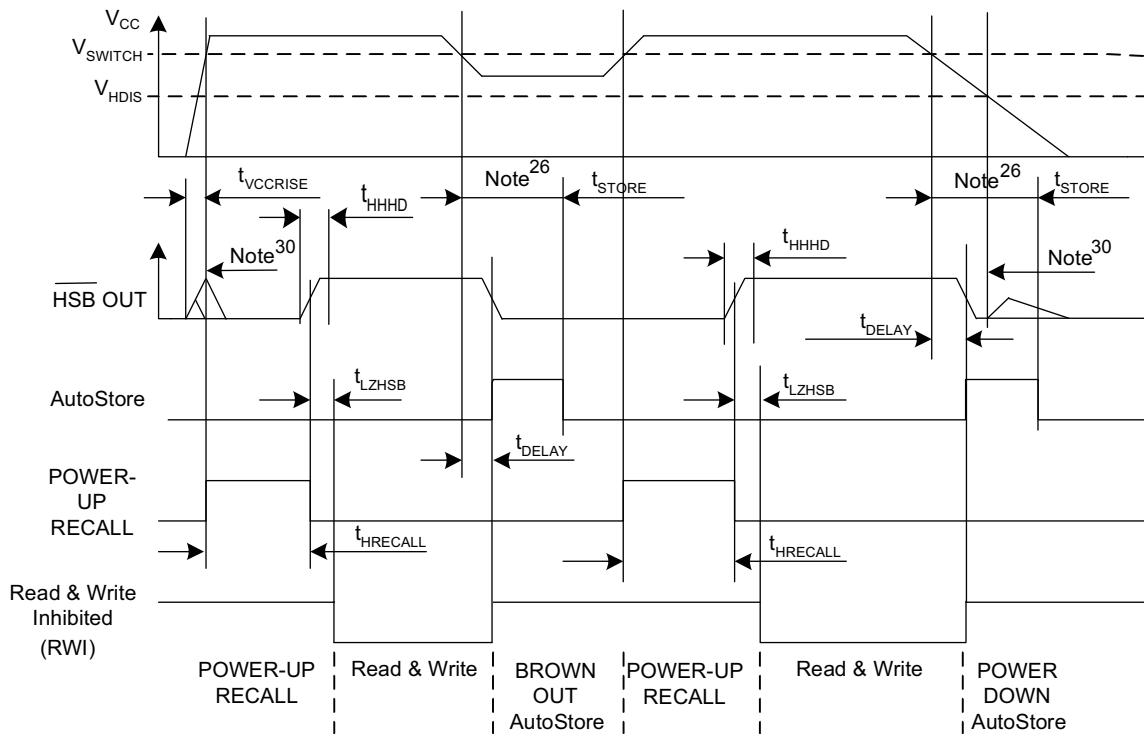 VCC
VSWITCH
VHDIS
tVCCRISE
Note26
tSTORE
Note26
tSTORE
tHHHD
Note30
tHHHD
Note30
HSB OUT
tDELAY
tLZHSB
tLZHSB
AutoStore
tDELAY
POWER-
UP
RECALL
tHRECALL
tHRECALL
Read & Write
Inhibited
(RWI)
POWER-UP
RECALL
Read & Write
BROWN
OUT
AutoStore
POWER-UP
RECALL
Read & Write
POWER
DOWN
AutoStore